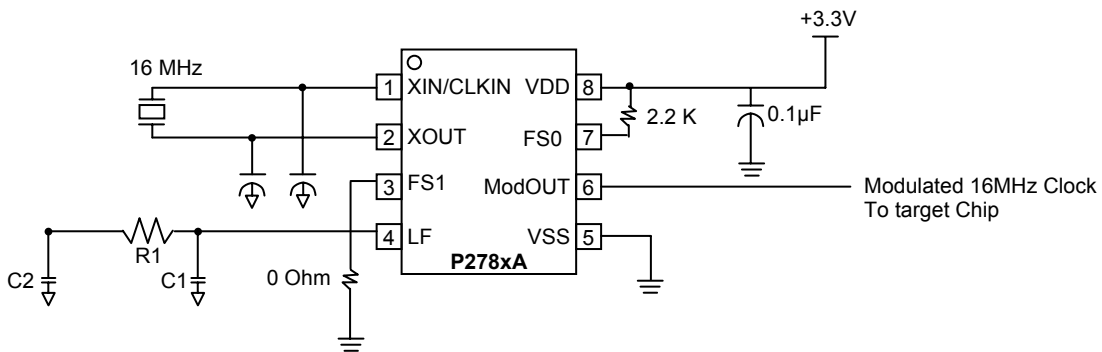 +3.3V
16 MHz
1 XIN/CLKIN VDD 8
2.2 K
0.1µF
2 XOUT FS0 7
3 FS1 ModOUT 6
Modulated 16MHz Clock
To target Chip
R1
4 LF VSS 5
P278xA
C2
C1
0 Ohm